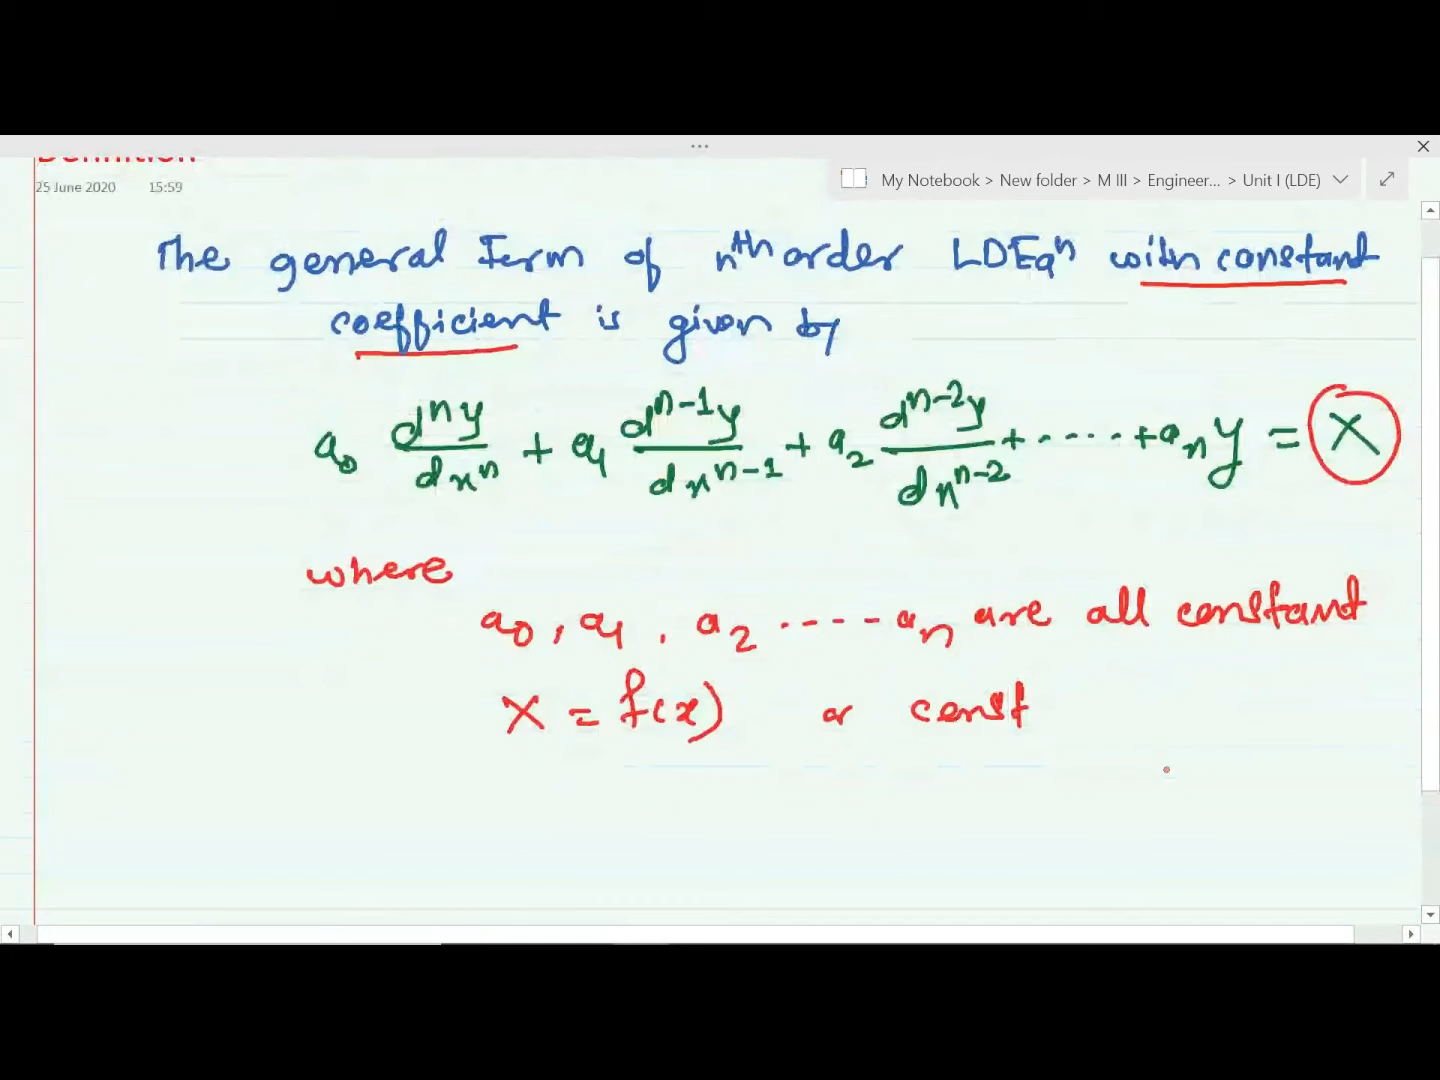 Definition
25 June 2020 15:59
My Notebook > New folder > M III > Engineer... > Unit I (LDE)
The general Form of nᵗʰ order LDEqⁿ with constant
coefficient is given by
a₀ dⁿy/dxⁿ + a₁ dⁿ⁻¹y/dxⁿ⁻¹ + a₂ dⁿ⁻²y/dxⁿ⁻² + ..... + aₙy = X
where
a₀, a₁, a₂ ..... aₙ are all constant
X = f(x) or const